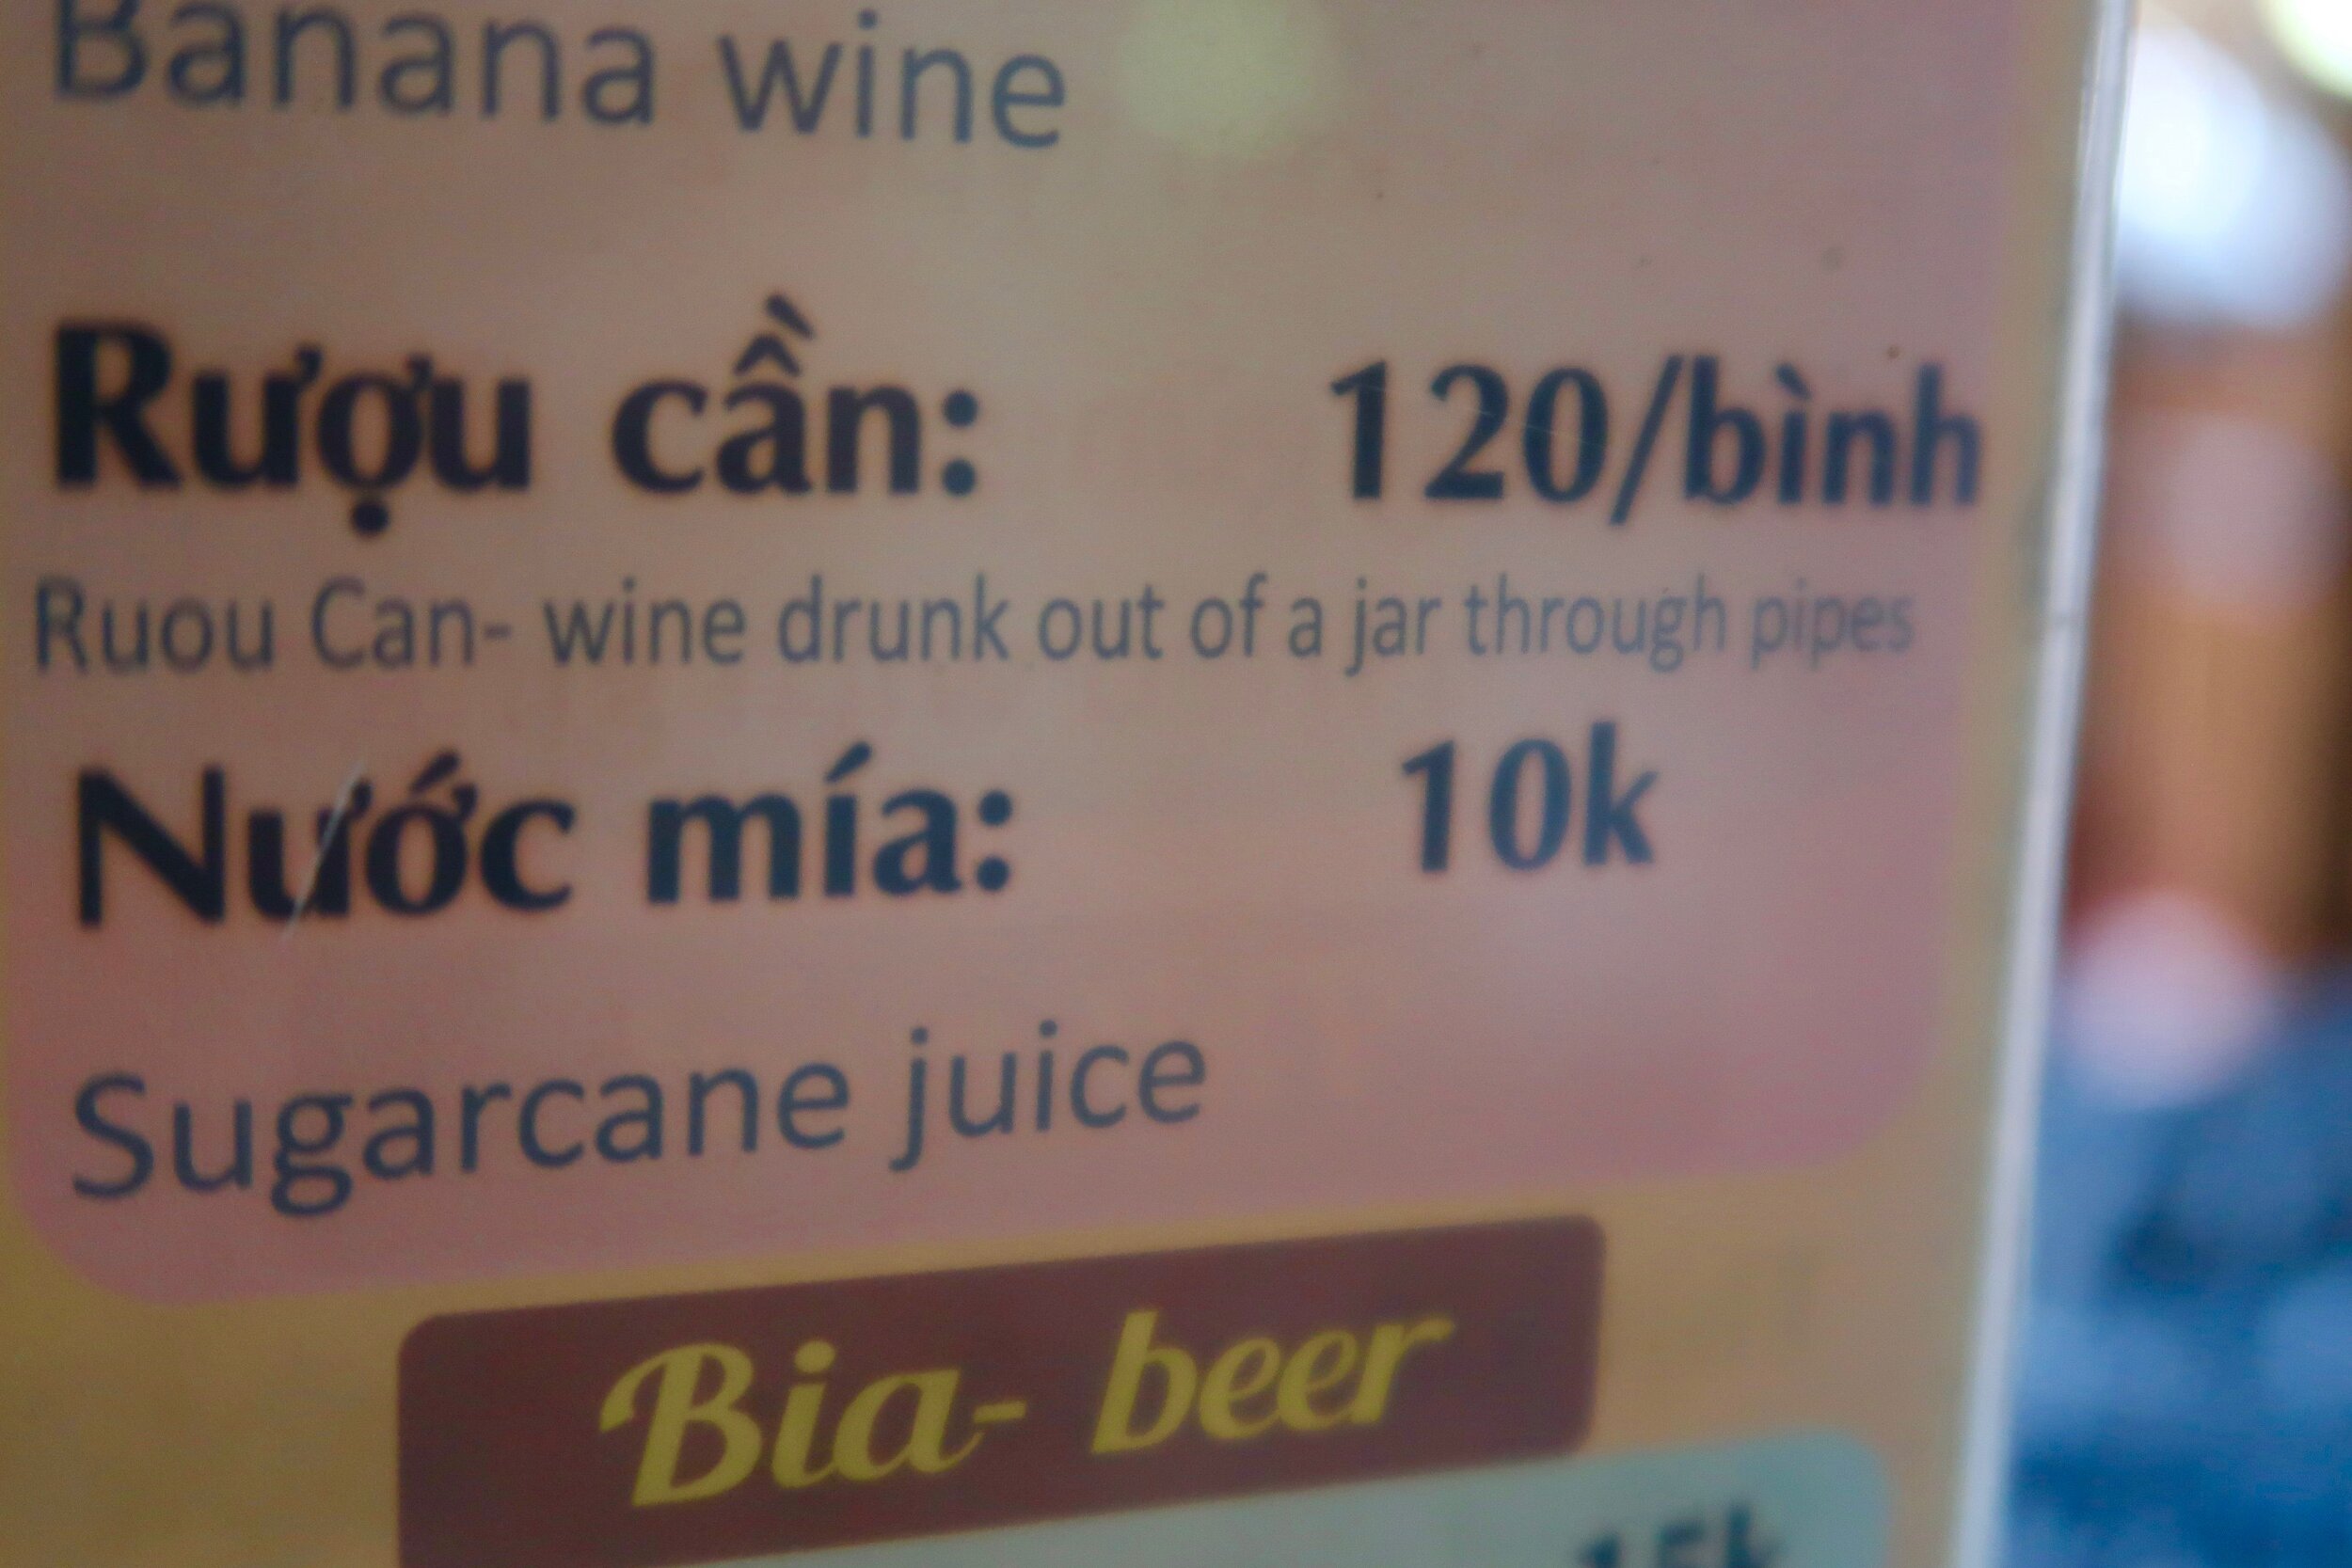 Banana wine
Rượu cần: 120/bình
Ruou Can- wine drunk out of a jar through pipes
Nước mía: 10k
Sugarcane juice
Bia- beer
15k